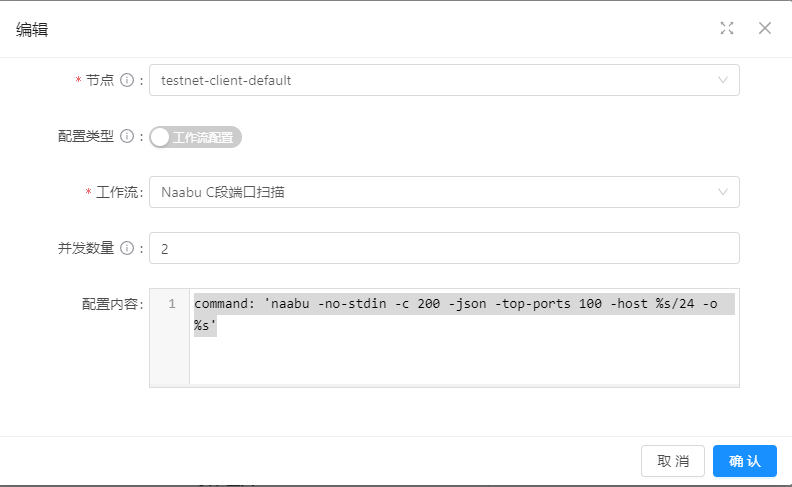 编辑
* 节点 :
testnet-client-default
配置类型 :
工作流配置
* 工作流:
Naabu C段端口扫描
并发数量 :
2
配置内容:
1
command: 'naabu -no-stdin -c 200 -json -top-ports 100 -host %s/24 -o
%s'
取 消
确 认